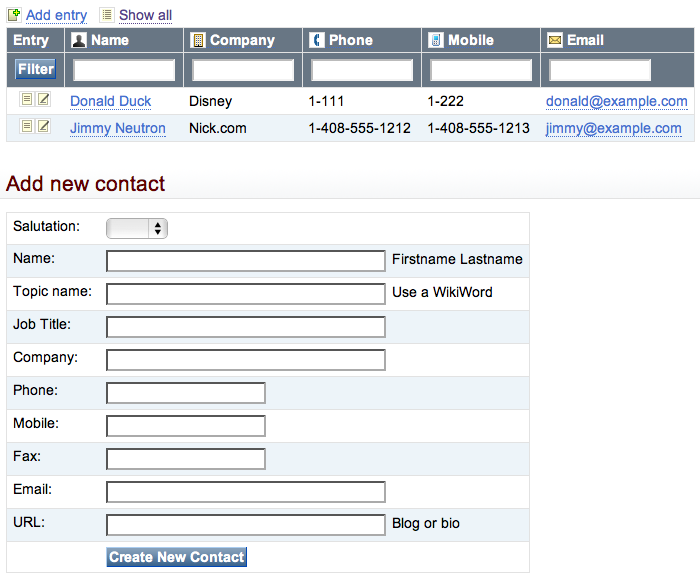 Add entry Show all
Entry Name Company Phone Mobile Email
Filter
Donald Duck Disney 1-111 1-222 donald@example.com
Jimmy Neutron Nick.com 1-408-555-1212 1-408-555-1213 jimmy@example.com
Add new contact
Salutation:
Name: Firstname Lastname
Topic name: Use a WikiWord
Job Title:
Company:
Phone:
Mobile:
Fax:
Email:
URL: Blog or bio
Create New Contact